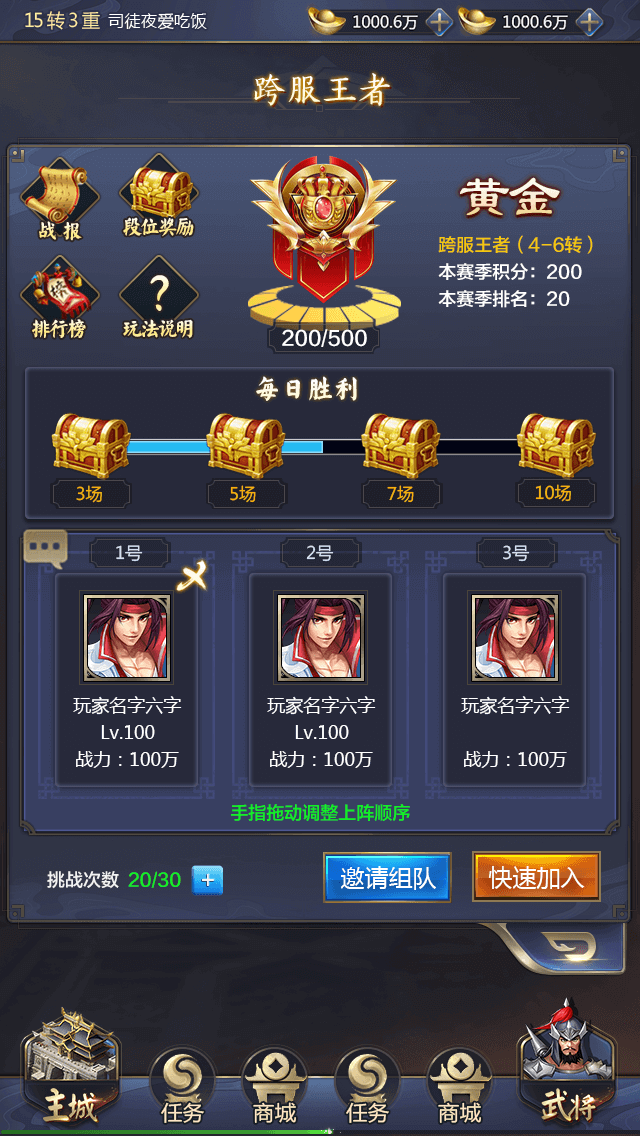 15转3重 司徒夜爱吃饭 1000.6万 1000.6万
跨服王者
战报 段位奖励
黄金
跨服王者（4-6转）
本赛季积分：200
本赛季排名：20
排行榜 玩法说明
200/500
每日胜利
3场 5场 7场 10场
1号 2号 3号
玩家名字六字 玩家名字六字 玩家名字六字
Lv.100 Lv.100
战力：100万 战力：100万 战力：100万
手指拖动调整上阵顺序
挑战次数 20/30 邀请组队 快速加入
主城 任务 商城 任务 商城 武将